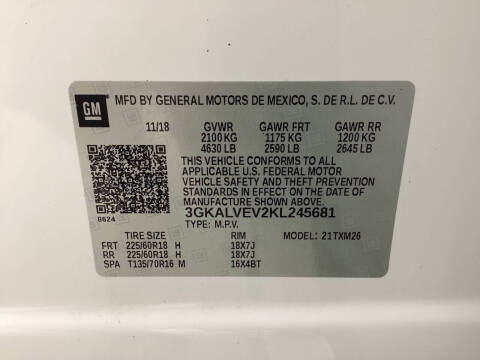 GM
MFD BY GENERAL MOTORS DE MEXICO, S. DE R.L. DE C.V.
11/18 GVWR GAWR FRT GAWR RR
2100 KG 1175 KG 1200 KG
4630 LB 2590 LB 2645 LB
THIS VEHICLE CONFORMS TO ALL
APPLICABLE U.S. FEDERAL MOTOR
VEHICLE SAFETY AND THEFT PREVENTION
STANDARDS IN EFFECT ON THE DATE OF
MANUFACTURE SHOWN ABOVE.
8624 3GKALVEV2KL245681
TYPE: M.P.V.
TIRE SIZE RIM MODEL: 21TXM26
FRT 225/60R18 H 18X7J
RR 225/60R18 H 18X7J
SPA T135/70R16 M 16X4BT